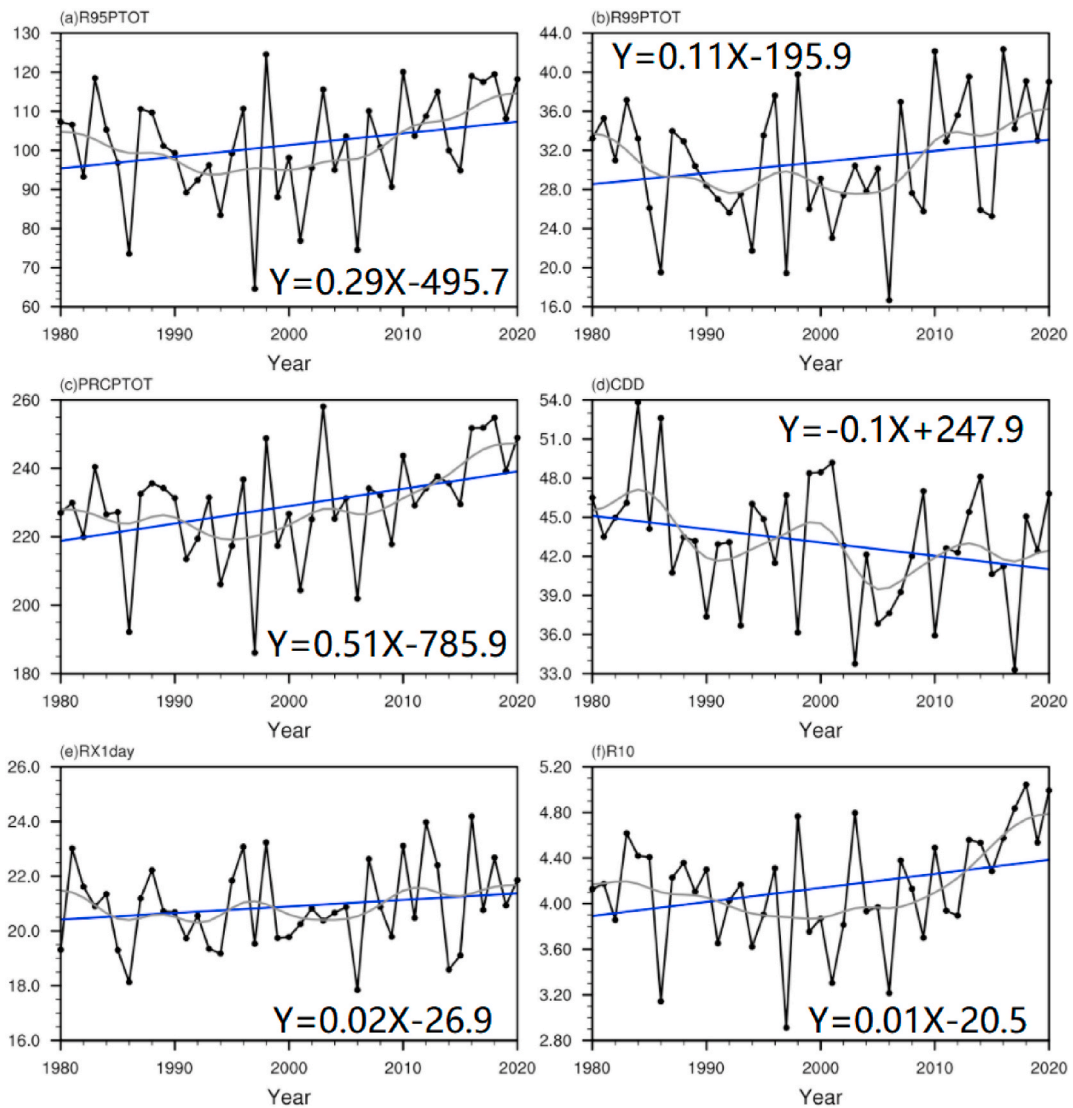 (a)R95PTOT
130
120
110
100
90
80
70
60
Y=0.29X-495.7
1980 1990 2000 2010 2020
Year
(b)R99PTOT
44.0
40.0
36.0
32.0
28.0
24.0
20.0
16.0
Y=0.11X-195.9
1980 1990 2000 2010 2020
Year
(c)PRCPTOT
260
240
220
200
180
Y=0.51X-785.9
1980 1990 2000 2010 2020
Year
(d)CDD
54.0
51.0
48.0
45.0
42.0
39.0
36.0
33.0
Y=-0.1X+247.9
1980 1990 2000 2010 2020
Year
(e)RX1day
26.0
24.0
22.0
20.0
18.0
16.0
Y=0.02X-26.9
1980 1990 2000 2010 2020
Year
(f)R10
5.20
4.80
4.40
4.00
3.60
3.20
2.80
Y=0.01X-20.5
1980 1990 2000 2010 2020
Year